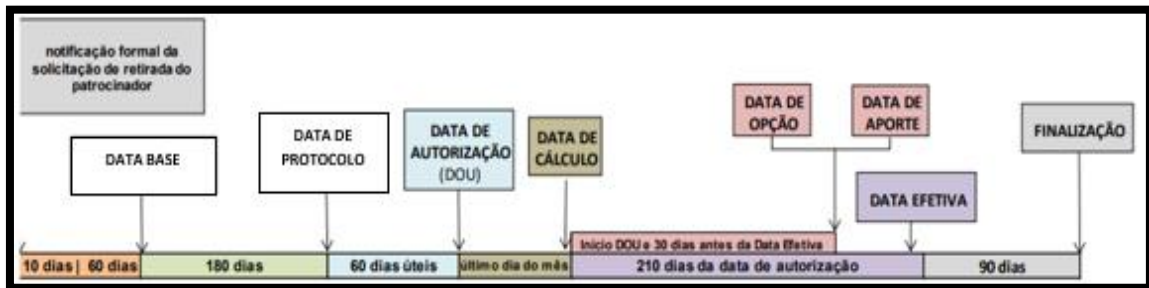 notificação formal da
solicitação de retirada do
patrocinador
DATA BASE
DATA DE
PROTOCOLO
DATA DE
AUTORIZAÇÃO
(DOU)
DATA DE
CÁLCULO
DATA DE
OPÇÃO
DATA DE
APORTE
DATA EFETIVA
FINALIZAÇÃO
Início DOU e 30 dias antes da Data Efetiva
10 dias | 60 dias
180 dias
60 dias úteis
último dia do mês
210 dias da data de autorização
90 dias